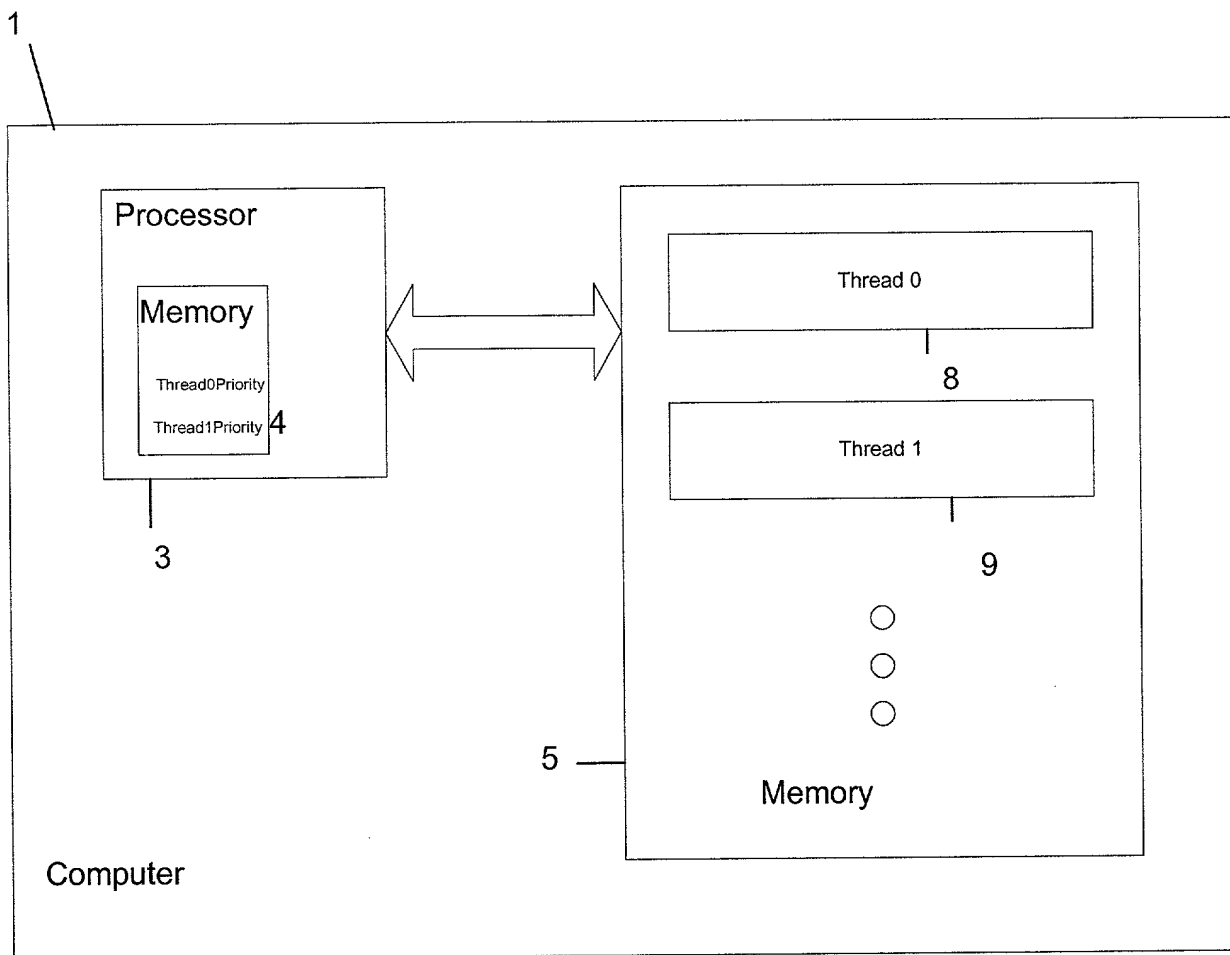 1
Processor
Memory
Thread0Priority
Thread1Priority 4
3
Thread 0
8
Thread 1
9
5
Memory
Computer